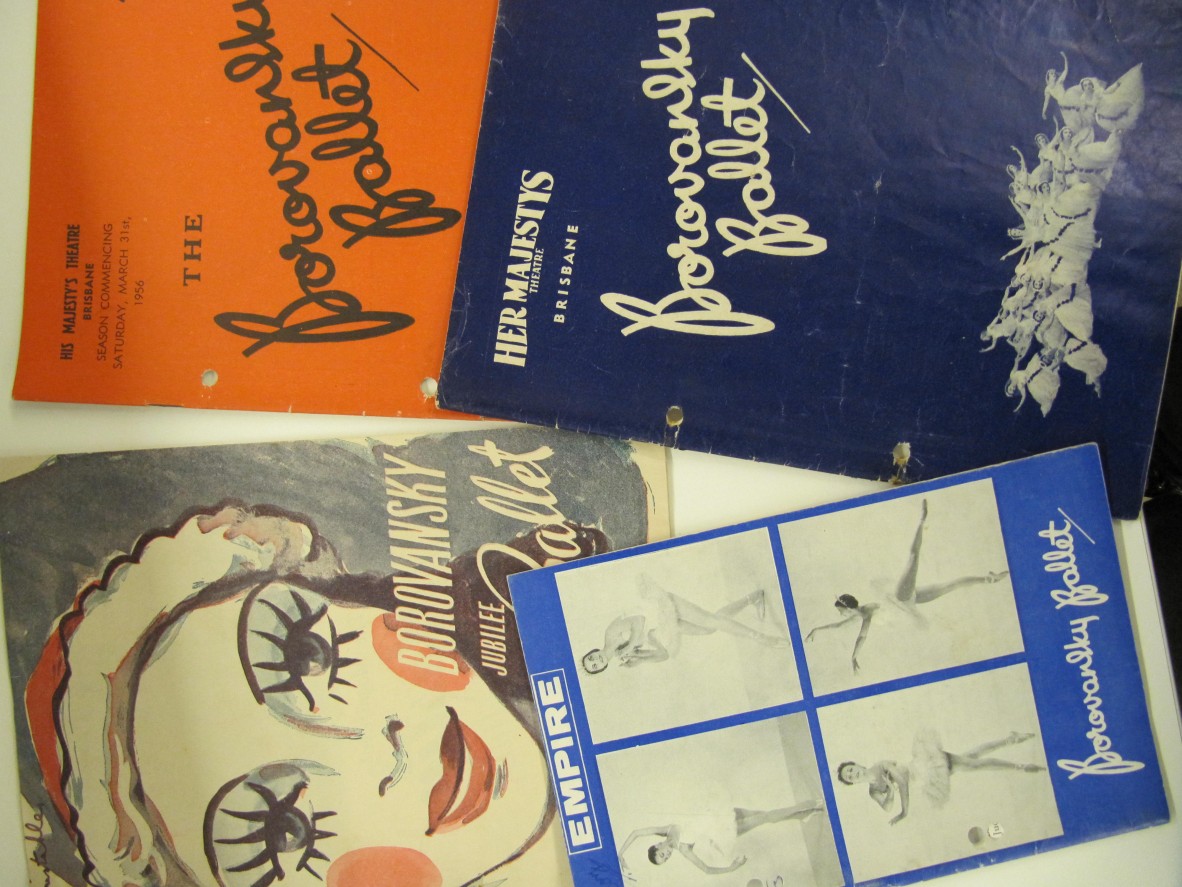 HIS MAJESTY'S THEATRE
BRISBANE
SEASON COMMENCING
SATURDAY, MARCH 31st,
1956
THE
Borovansky
Ballet
HER MAJESTYS
THEATRE
BRISBANE
Borovansky
Ballet
BOROVANSKY
JUBILEE Ballet
EMPIRE
Borovansky Ballet